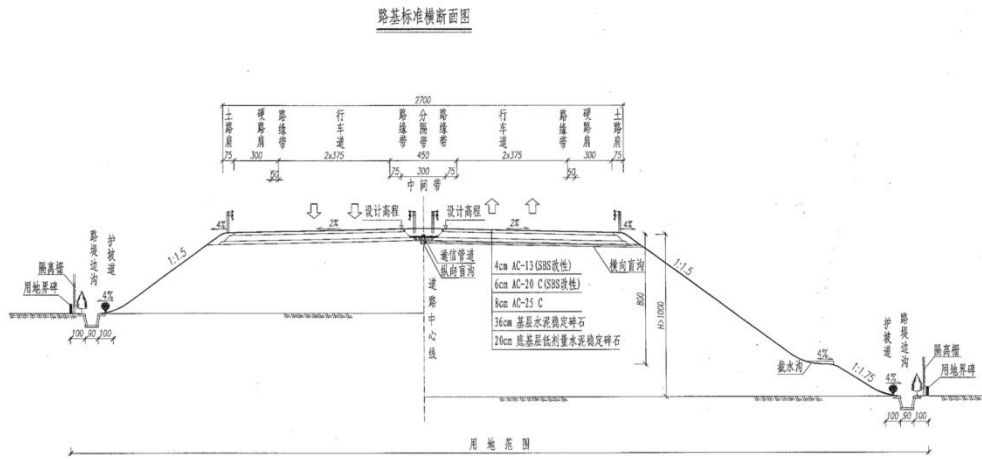 路基标准横断面图
2700
土路肩
硬路肩
路缘带
行车道
路缘带
分隔带
路缘带
行车道
路缘带
硬路肩
土路肩
75
300
2x375
450
2x375
300
75
50
75
300
75
50
中间带
设计高程
设计高程
4%
2%
2%
4%
1:1.5
1:1.5
通信管道
纵向盲沟
横向盲沟
道路中心线
4cm AC-13(SBS改性)
6cm AC-20 C(SBS改性)
8cm AC-25 C
36cm 基层水泥稳定碎石
20cm 底基层低剂量水泥稳定碎石
800
H>1000
隔离栅
用地界碑
路堤边沟
护坡道
4%
100
90
100
截水沟
4%
1:1.75
护坡道
路堤边沟
4%
隔离栅
用地界碑
100
90
100
用地范围